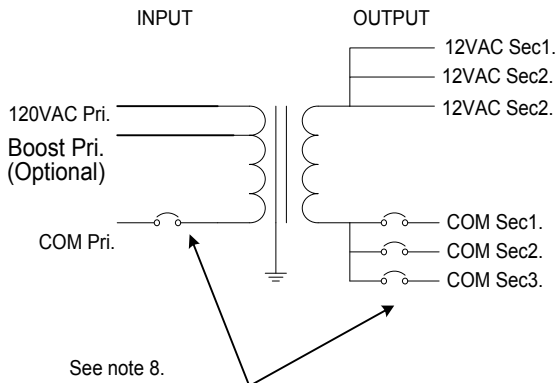 INPUT
OUTPUT
12VAC Sec1.
12VAC Sec2.
12VAC Sec2.
120VAC Pri.
Boost Pri.
(Optional)
COM Pri.
COM Sec1.
COM Sec2.
COM Sec3.
See note 8.